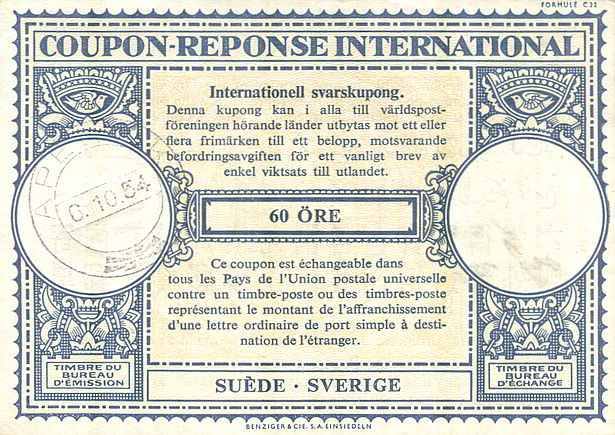 FORMULE C 22
COUPON-REPONSE INTERNATIONAL
Internationell svarskupong.
Denna kupong kan i alla till världspost-
föreningen hörande länder utbytas mot ett eller
flera frimärken till ett belopp, motsvarande
befordringsavgiften för ett vanligt brev av
enkel viktsats till utlandet.
6.10.54
60 ÖRE
Ce coupon est échangeable dans
tous les Pays de l'Union postale universelle
contre un timbre-poste ou des timbres-poste
représentant le montant de l'affranchissement
d'une lettre ordinaire de port simple à desti-
nation de l'étranger.
TIMBRE DU
BUREAU
D'ÉMISSION
SUÈDE · SVERIGE
TIMBRE DU
BUREAU
D'ÉCHANGE
BENZIGER & CIE. S.A. EINSIEDELN